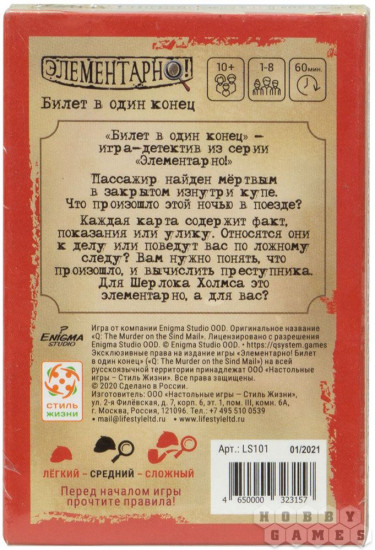 ЭЛЕМЕНТАРНО!
Билет в один конец
10+
1-8
60мин.
«Билет в один конец» –
игра-детектив из серии
«Элементарно!»
Пассажир найден мёртвым
в закрытом изнутри купе.
Что произошло этой ночью в поезде?
Каждая карта содержит факт,
показания или улику. Относятся они
к делу или поведут вас по ложному
следу? Вам нужно понять, что
произошло, и вычислить преступника.
Для Шерлока Холмса это
элементарно, а для вас?
ENIGMA
STUDIO
Игра от компании Enigma Studio OOD. Оригинальное название
«Q: The Murder on the Sind Mail». Лицензировано с разрешения
Enigma Studio OOD. © Enigma Studio OOD • https://qsystem.games
Эксклюзивные права на издание игры «Элементарно! Билет
в один конец» («Q: The Murder on the Sind Mail») на всей
русскоязычной территории принадлежат ООО «Настольные
игры – Стиль Жизни». Все права защищены.
© 2020 Сделано в России.
Изготовитель: ООО «Настольные игры – Стиль Жизни»,
ул. 2-я Филёвская, д. 7, корп. 6, эт. 1, пом. III, комн. 6А,
г. Москва, Россия, 121096. Тел.: +7 495 510 0539
e-mail: info@lifestyleltd.ru • www.lifestyleltd.ru
СТИЛЬ
ЖИЗНИ
ЛЁГКИЙ – СРЕДНИЙ – СЛОЖНЫЙ
Перед началом игры
прочтите правила!
Арт.: LS101
01/2021
4 650000 323157
HOBBY
GAMES